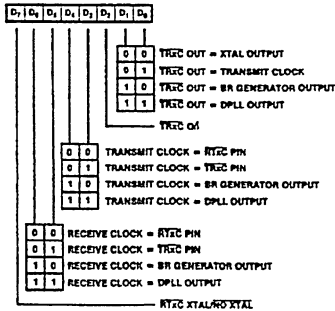 D₇ D₆ D₅ D₄ D₃ D₂ D₁ D₀
0 0 TRxC OUT = XTAL OUTPUT
0 1 TRxC OUT = TRANSMIT CLOCK
1 0 TRxC OUT = BR GENERATOR OUTPUT
1 1 TRxC OUT = DPLL OUTPUT
TRxC O/I
0 0 TRANSMIT CLOCK = RTxC PIN
0 1 TRANSMIT CLOCK = TRxC PIN
1 0 TRANSMIT CLOCK = BR GENERATOR OUTPUT
1 1 TRANSMIT CLOCK = DPLL OUTPUT
0 0 RECEIVE CLOCK = RTxC PIN
0 1 RECEIVE CLOCK = TRxC PIN
1 0 RECEIVE CLOCK = BR GENERATOR OUTPUT
1 1 RECEIVE CLOCK = DPLL OUTPUT
RTxC XTAL/NO XTAL